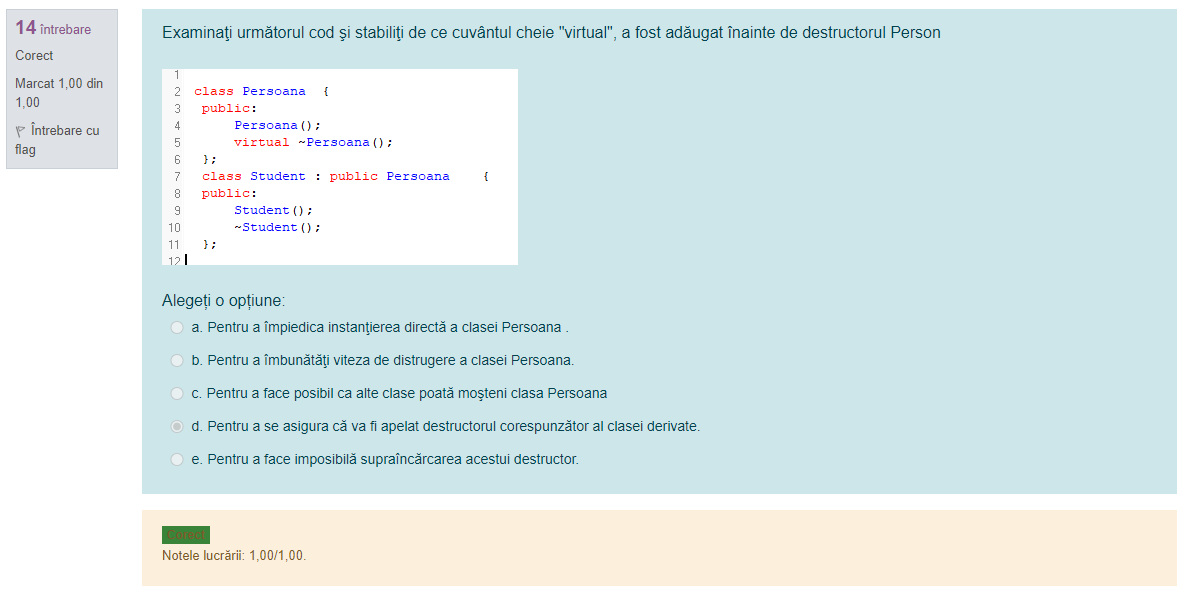 14 întrebare
Corect
Marcat 1,00 din
1,00
Întrebare cu
flag
Examinaţi următorul cod şi stabiliţi de ce cuvântul cheie "virtual", a fost adăugat înainte de destructorul Person
1
2 class Persoana {
3 public:
4 Persoana();
5 virtual ~Persoana();
6 };
7 class Student : public Persoana {
8 public:
9 Student();
10 ~Student();
11 };
12
Alegeți o opțiune:
a. Pentru a împiedica instanţierea directă a clasei Persoana .
b. Pentru a îmbunătăţi viteza de distrugere a clasei Persoana.
c. Pentru a face posibil ca alte clase poată moşteni clasa Persoana
d. Pentru a se asigura că va fi apelat destructorul corespunzător al clasei derivate.
e. Pentru a face imposibilă supraîncărcarea acestui destructor.
Corect
Notele lucrării: 1,00/1,00.